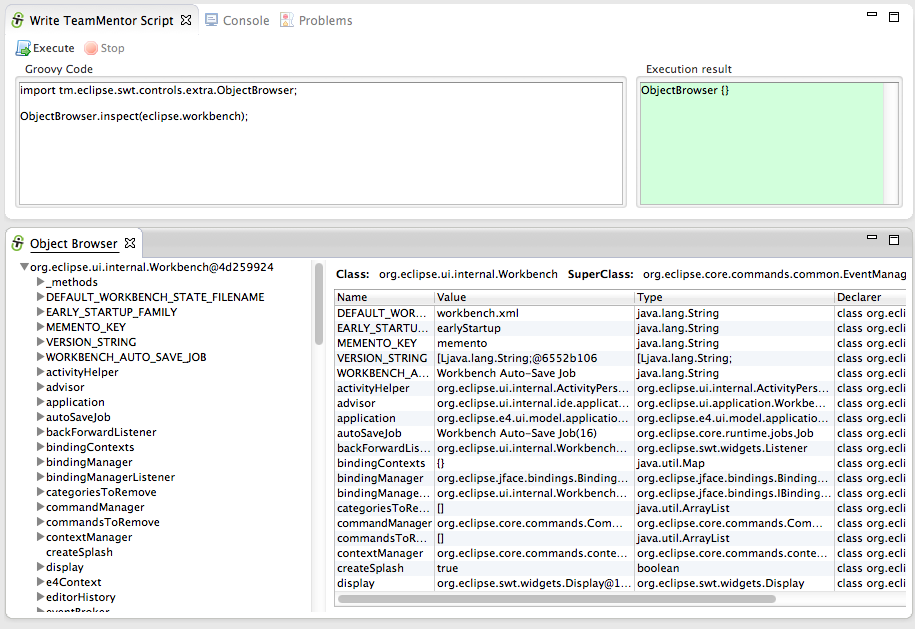 Write TeamMentor Script Console Problems
Execute Stop
Groovy Code
import tm.eclipse.swt.controls.extra.ObjectBrowser;
ObjectBrowser.inspect(eclipse.workbench);
Execution result
ObjectBrowser {}
Object Browser
org.eclipse.ui.internal.Workbench@4d259924
_methods
DEFAULT_WORKBENCH_STATE_FILENAME
EARLY_STARTUP_FAMILY
MEMENTO_KEY
VERSION_STRING
WORKBENCH_AUTO_SAVE_JOB
activityHelper
advisor
application
autoSaveJob
backForwardListener
bindingContexts
bindingManager
bindingManagerListener
categoriesToRemove
commandManager
commandsToRemove
contextManager
createSplash
display
e4Context
editorHistory
eventBroker
Class: org.eclipse.ui.internal.Workbench SuperClass: org.eclipse.core.commands.common.EventManag
Name Value Type Declarer
DEFAULT_WOR... workbench.xml java.lang.String class org.ecli
EARLY_STARTU... earlyStartup java.lang.String class org.ecli
MEMENTO_KEY memento java.lang.String class org.ecli
VERSION_STRING [Ljava.lang.String;@6552b106 [Ljava.lang.String; class org.ecli
WORKBENCH_A... Workbench Auto-Save Job java.lang.String class org.ecli
activityHelper org.eclipse.ui.internal.ActivityPers... org.eclipse.ui.internal.ActivityPers... class org.ecli
advisor org.eclipse.ui.internal.ide.applicat... org.eclipse.ui.application.Workbe... class org.ecli
application org.eclipse.e4.ui.model.applicatio... org.eclipse.e4.ui.model.applicatio... class org.ecli
autoSaveJob Workbench Auto-Save Job(16) org.eclipse.core.runtime.jobs.Job class org.ecli
backForwardLis... org.eclipse.ui.internal.Workbench... org.eclipse.swt.widgets.Listener class org.ecli
bindingContexts {} java.util.Map class org.ecli
bindingManager org.eclipse.jface.bindings.Binding... org.eclipse.jface.bindings.Binding... class org.ecli
bindingManage... org.eclipse.ui.internal.Workbench... org.eclipse.jface.bindings.IBinding... class org.ecli
categoriesToRe... [] java.util.ArrayList class org.ecli
commandManager org.eclipse.core.commands.Com... org.eclipse.core.commands.Com... class org.ecli
commandsToR... [] java.util.ArrayList class org.ecli
contextManager org.eclipse.core.commands.conte... org.eclipse.core.commands.conte... class org.ecli
createSplash true boolean class org.ecli
display org.eclipse.swt.widgets.Display@1... org.eclipse.swt.widgets.Display class org.ecli